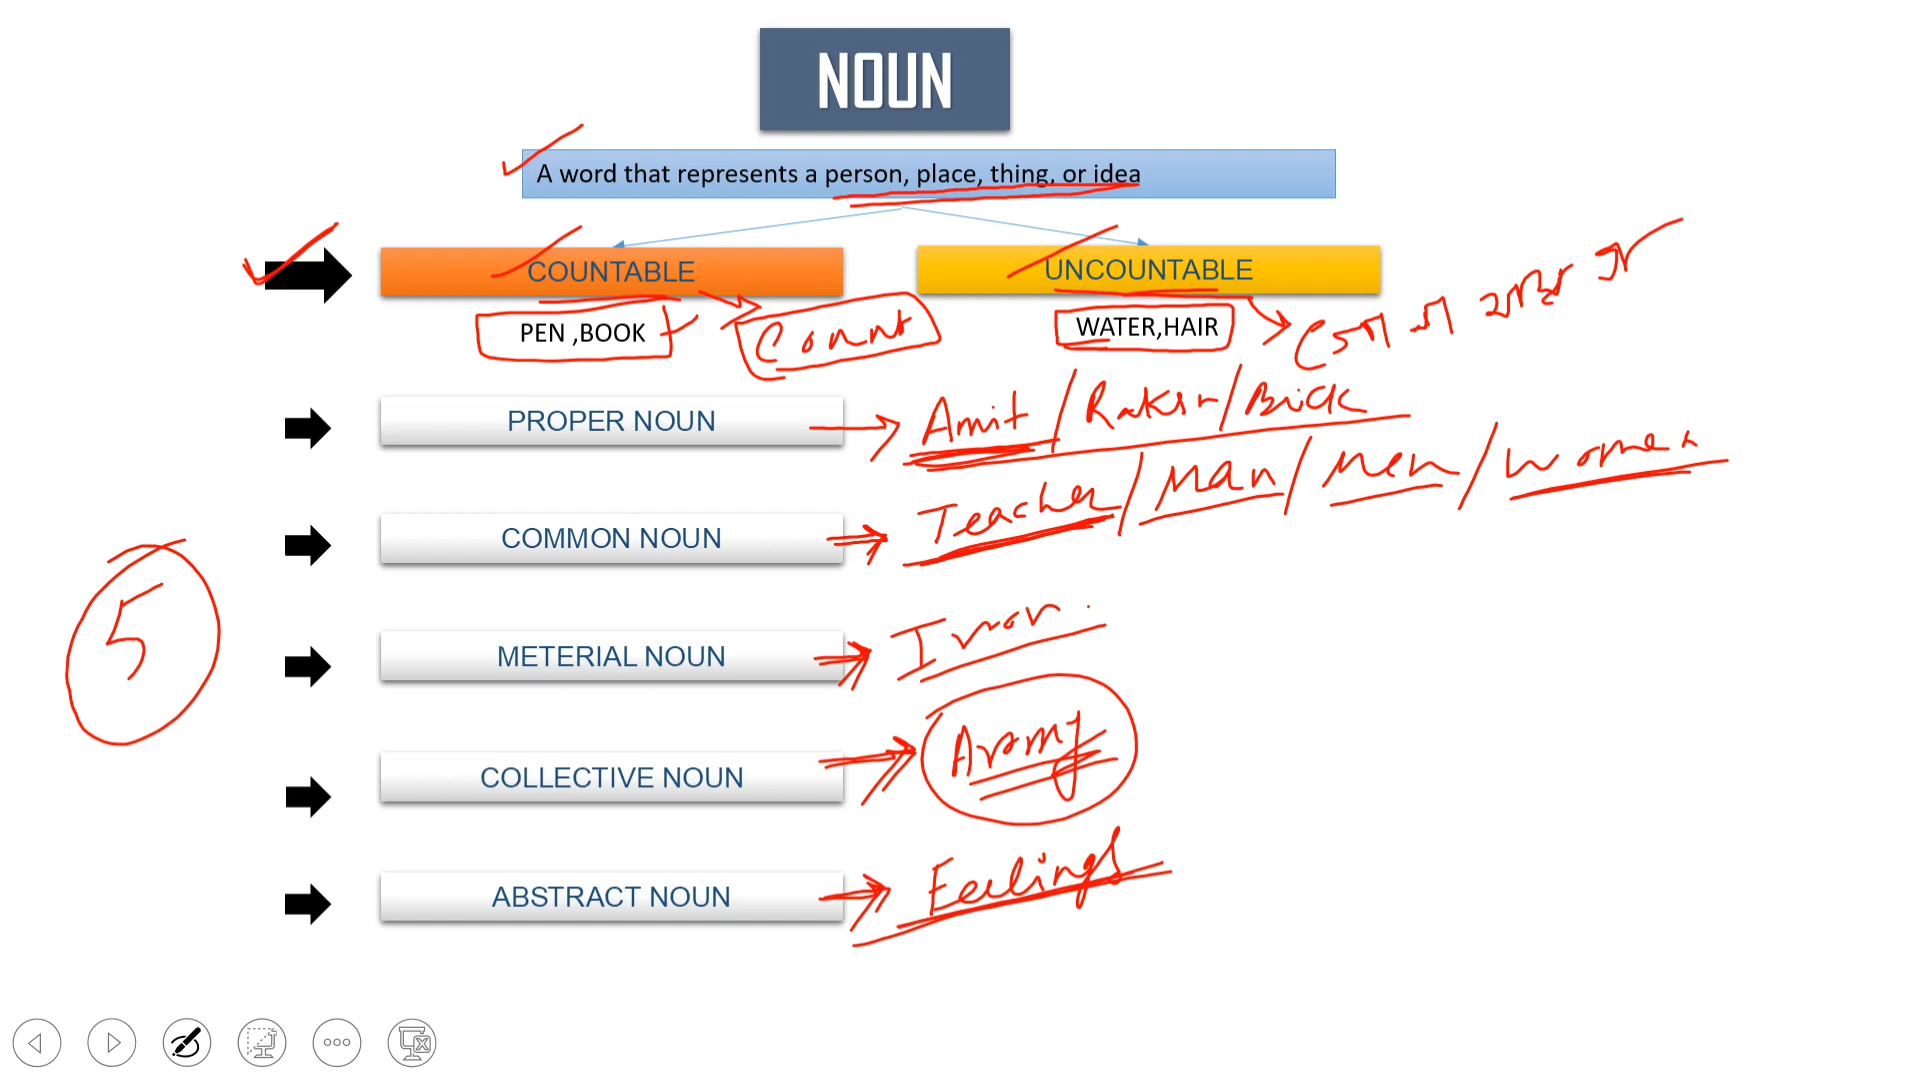 NOUN
A word that represents a person, place, thing, or idea
COUNTABLE
UNCOUNTABLE
PEN ,BOOK
Count
WATER,HAIR
PROPER NOUN
Amit / / Brick
COMMON NOUN
Teacher / Man / Men / Women
5
METERIAL NOUN
Iron
COLLECTIVE NOUN
Army
ABSTRACT NOUN
Feelings